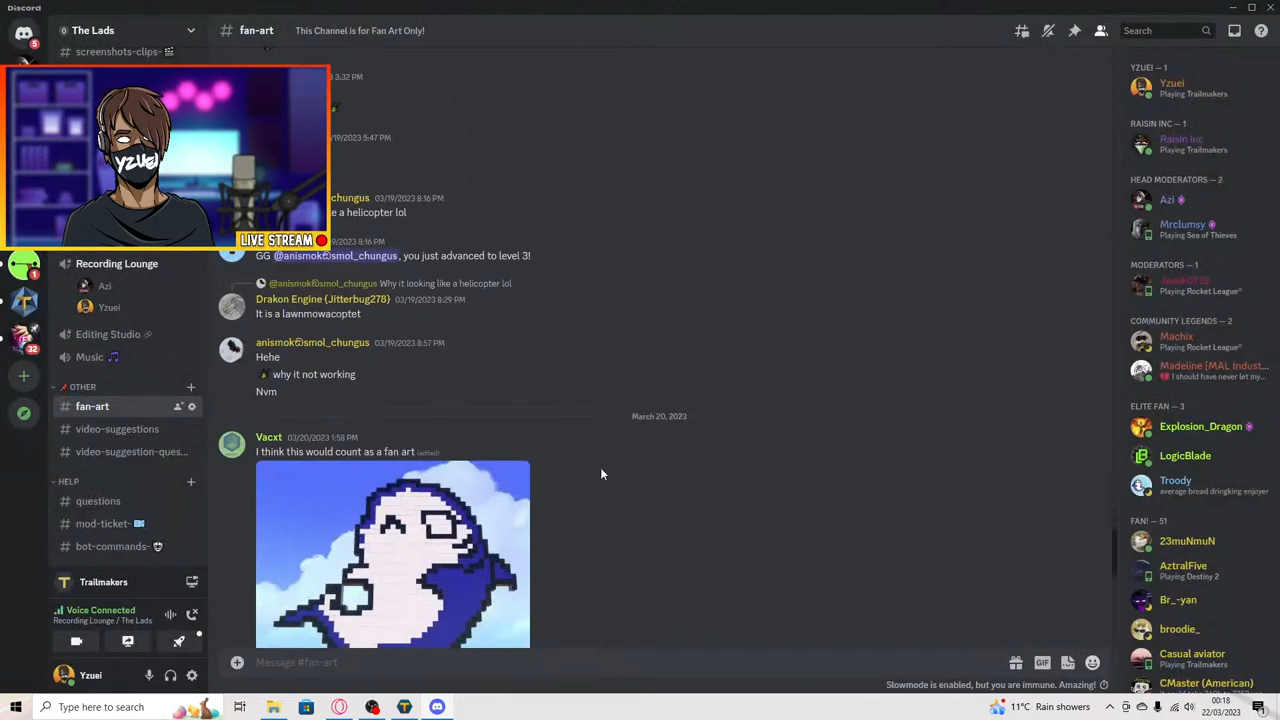 Discord
The Lads
fan-art
This Channel is for Fan Art Only!
Search
5
screenshots-clips-
3:32 PM
/19/2023 5:47 PM
YZUEI
LIVE STREAM
chungus 03/19/2023 8:16 PM
e a helicopter lol
/19/2023 8:16 PM
GG @anismok smol_chungus, you just advanced to level 3!
@anismok smol_chungus Why it looking like a helicopter lol
Drakon Engine (Jitterbug278) 03/19/2023 8:29 PM
It is a lawnmowacoptet
anismok smol_chungus 03/19/2023 8:57 PM
Hehe
why it not working
Nvm
March 20, 2023
Vacxt 03/20/2023 1:58 PM
I think this would count as a fan art (edited)
Message #fan-art
GIF
Slowmode is enabled, but you are immune. Amazing!
1
32
Recording Lounge
Azi
Yzuei
Editing Studio
Music
OTHER
fan-art
video-suggestions
video-suggestion-ques...
HELP
questions
mod-ticket-
bot-commands-
Trailmakers
Voice Connected
Recording Lounge / The Lads
Yzuei
YZUEI — 1
Yzuei
Playing Trailmakers
RAISIN INC — 1
Raisin Inc
Playing Trailmakers
HEAD MODERATORS — 2
Azi
Mrclumsy
Playing Sea of Thieves
MODERATORS — 1
Playing Rocket League®
COMMUNITY LEGENDS — 2
Machix
Playing Rocket League®
Madeline [MAL Indust...
I should have never let my...
ELITE FAN — 3
Explosion_Dragon
LogicBlade
Troody
average bread dringking enjoyer
FAN! — 51
23muNmuN
AztralFive
Playing Destiny 2
Br_-yan
broodie_
Casual aviator
Playing Trailmakers
CMaster (American)
Type here to search
11°C Rain showers
00:18
22/03/2023